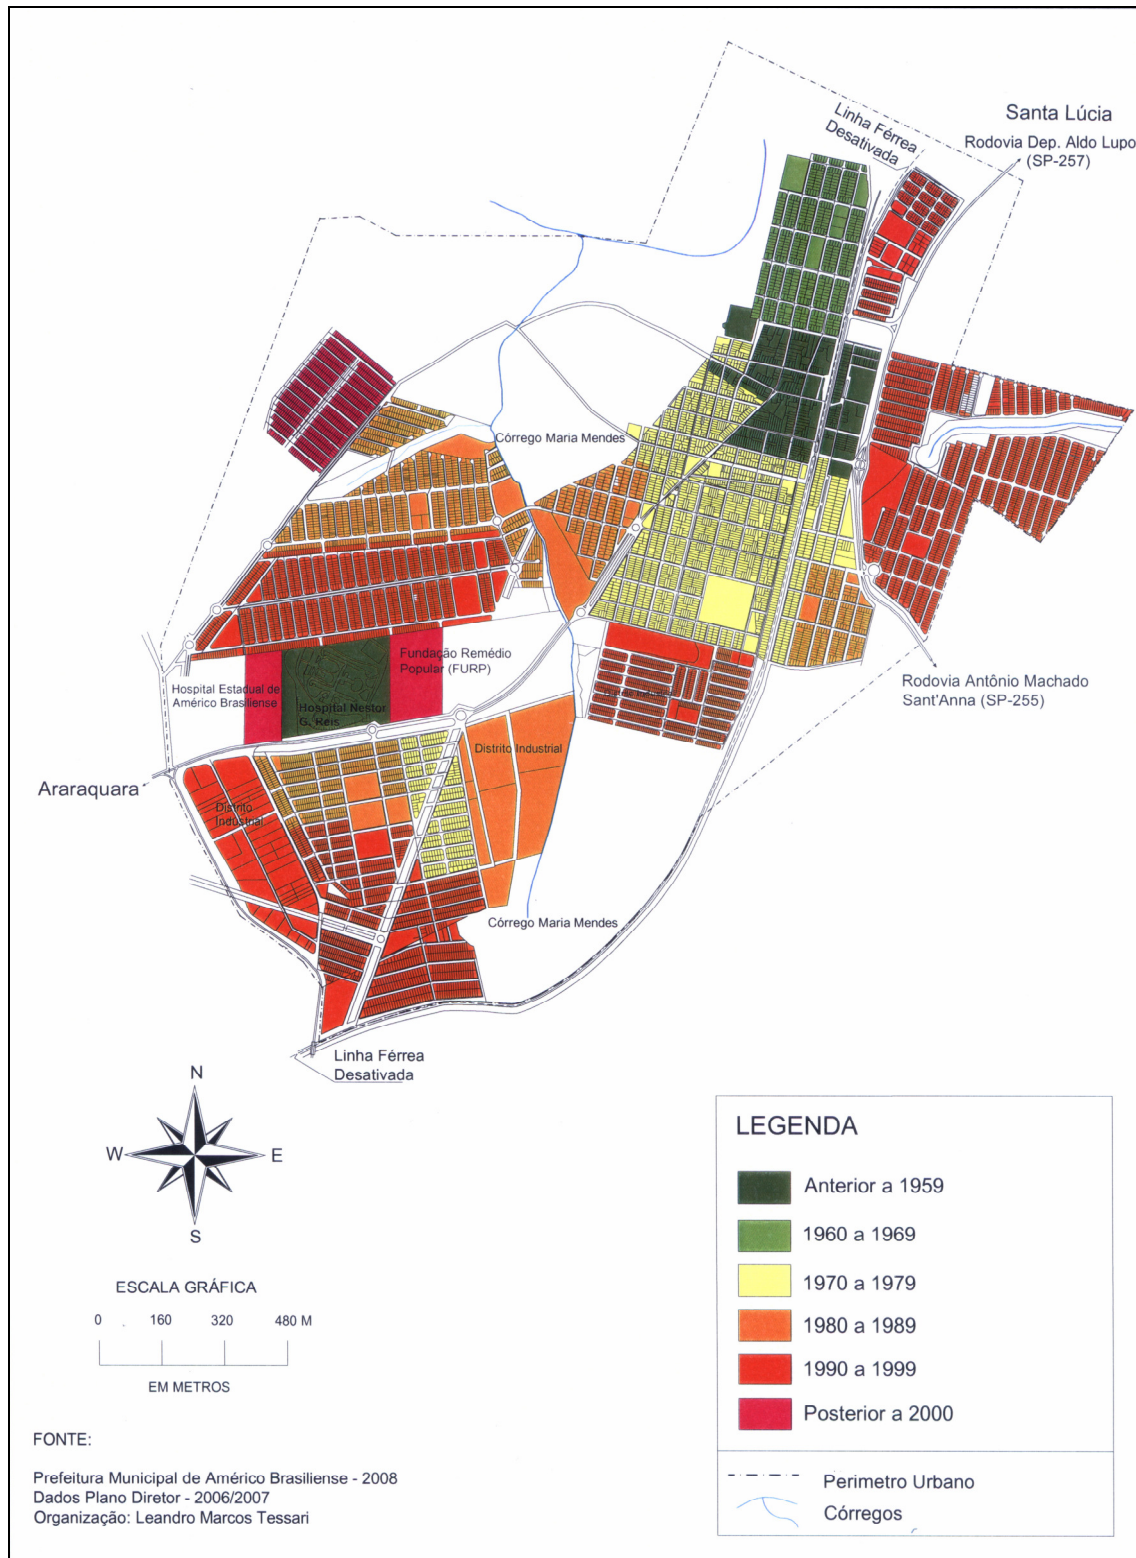 Santa Lúcia
Rodovia Dep. Aldo Lupo
(SP-257)
Linha Férrea
Desativada
Córrego Maria Mendes
Fundação Remédio
Popular (FURP)
Hospital Estadual de
Américo Brasiliense
Hospital Nestor
G. Reis
Distrito Industrial
Rodovia Antônio Machado
Sant'Anna (SP-255)
Distrito Industrial
Araraquara
Distrito
Industrial
Córrego Maria Mendes
Linha Férrea
Desativada
N
W
E
S
ESCALA GRÁFICA
0 160 320 480 M
EM METROS
LEGENDA
Anterior a 1959
1960 a 1969
1970 a 1979
1980 a 1989
1990 a 1999
Posterior a 2000
Perimetro Urbano
Córregos
FONTE:
Prefeitura Municipal de Américo Brasiliense - 2008
Dados Plano Diretor - 2006/2007
Organização: Leandro Marcos Tessari